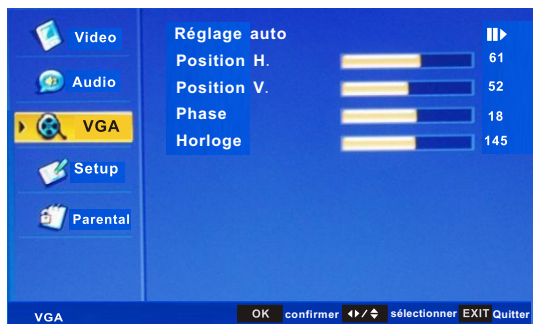 Video
Audio
VGA
Setup
Parental
Réglage auto
Position H. 61
Position V. 52
Phase 18
Horloge 145
VGA OK confirmer / sélectionner EXIT Quitter